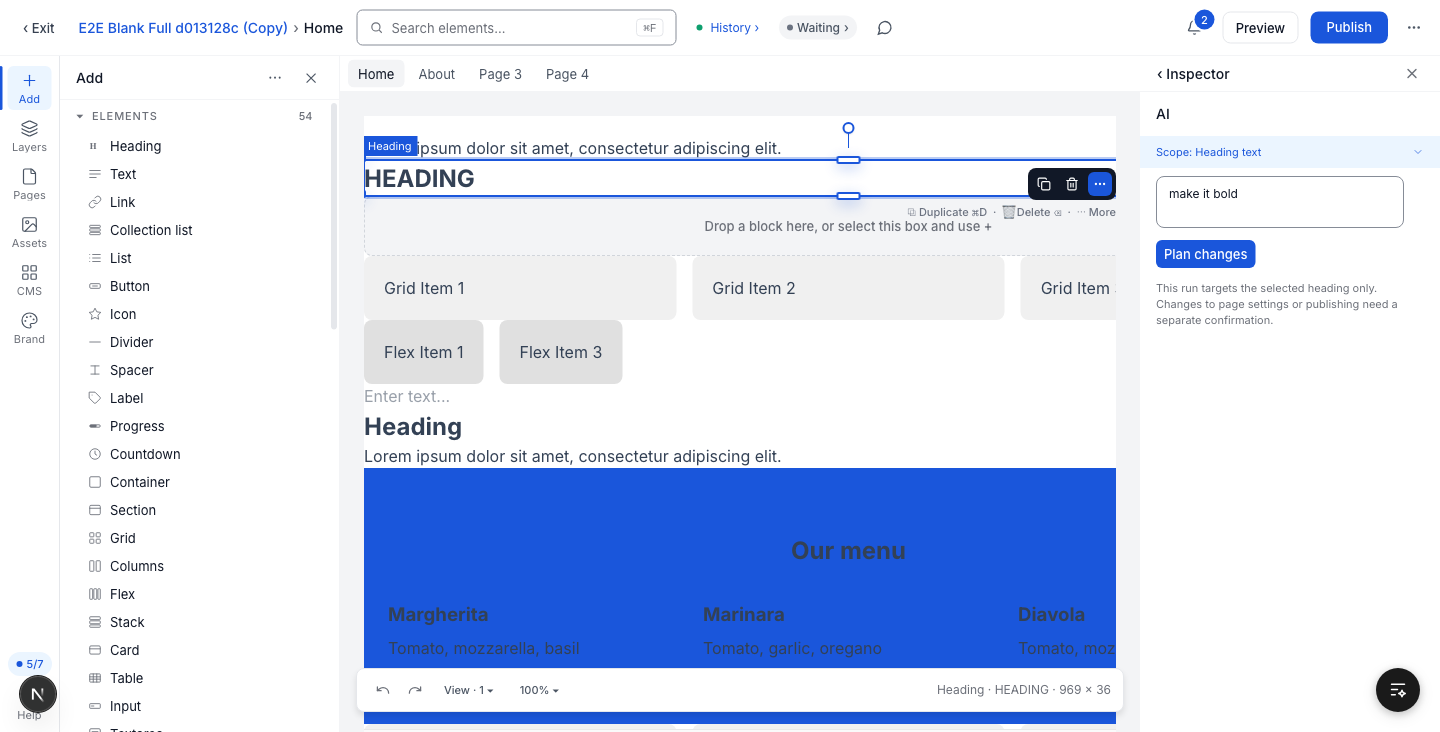 ‹ Exit
E2E Blank Full d013128c (Copy) › Home
Search elements...
⌘F
History ›
Waiting ›
2
Preview
Publish
Add
Layers
Pages
Assets
CMS
Brand
5/7
N
Help
Add
ELEMENTS 54
Heading
Text
Link
Collection list
List
Button
Icon
Divider
Spacer
Label
Progress
Countdown
Container
Section
Grid
Columns
Flex
Stack
Card
Table
Input
Home
About
Page 3
Page 4
Heading
ipsum dolor sit amet, consectetur adipiscing elit.
HEADING
Duplicate ⌘D · Delete ⌫ · ··· More
Drop a block here, or select this box and use +
Grid Item 1
Grid Item 2
Grid Item
Flex Item 1
Flex Item 3
Enter text...
Heading
Lorem ipsum dolor sit amet, consectetur adipiscing elit.
Our menu
Margherita
Marinara
Diavola
Tomato, mozzarella, basil
Tomato, garlic, oregano
Tomato, moz
View · 1
100%
Heading · HEADING · 969 × 36
‹ Inspector
AI
Scope: Heading text
make it bold
Plan changes
This run targets the selected heading only.
Changes to page settings or publishing need a
separate confirmation.